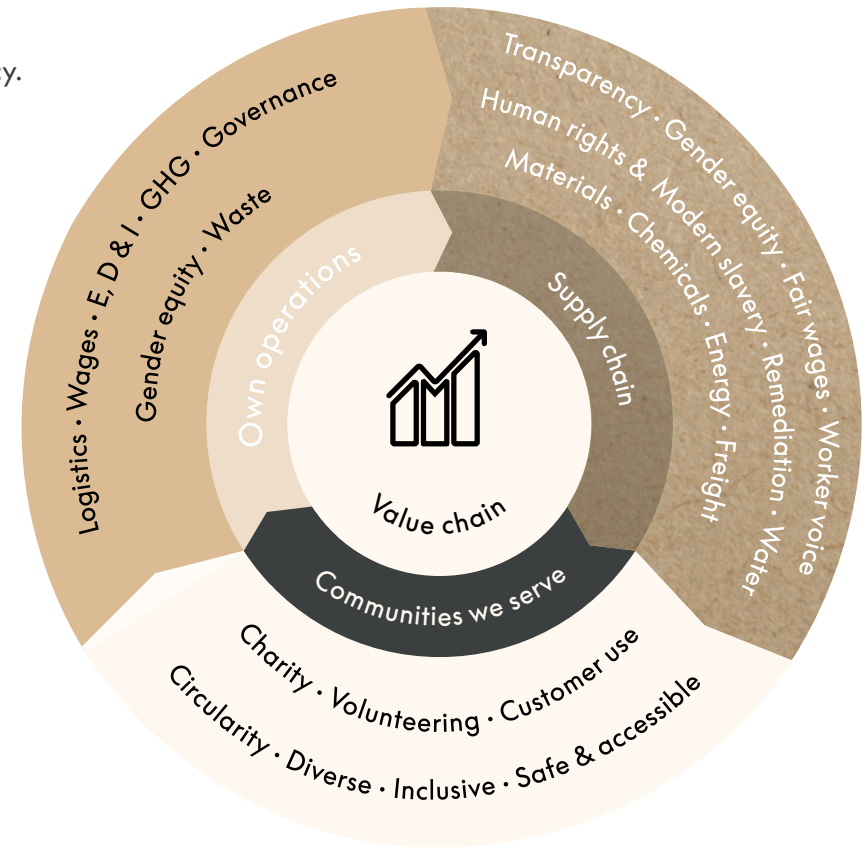 y.
Logistics • Wages • E, D & I • GHG • Governance
Gender equity • Waste
Own operations
Transparency • Gender equity • Fair wages • Worker voice
Human rights & Modern slavery • Remediation • Water
Materials • Chemicals • Energy • Freight
Supply chain
Value chain
Communities we serve
Charity • Volunteering • Customer use
Circularity • Diverse • Inclusive • Safe & accessible